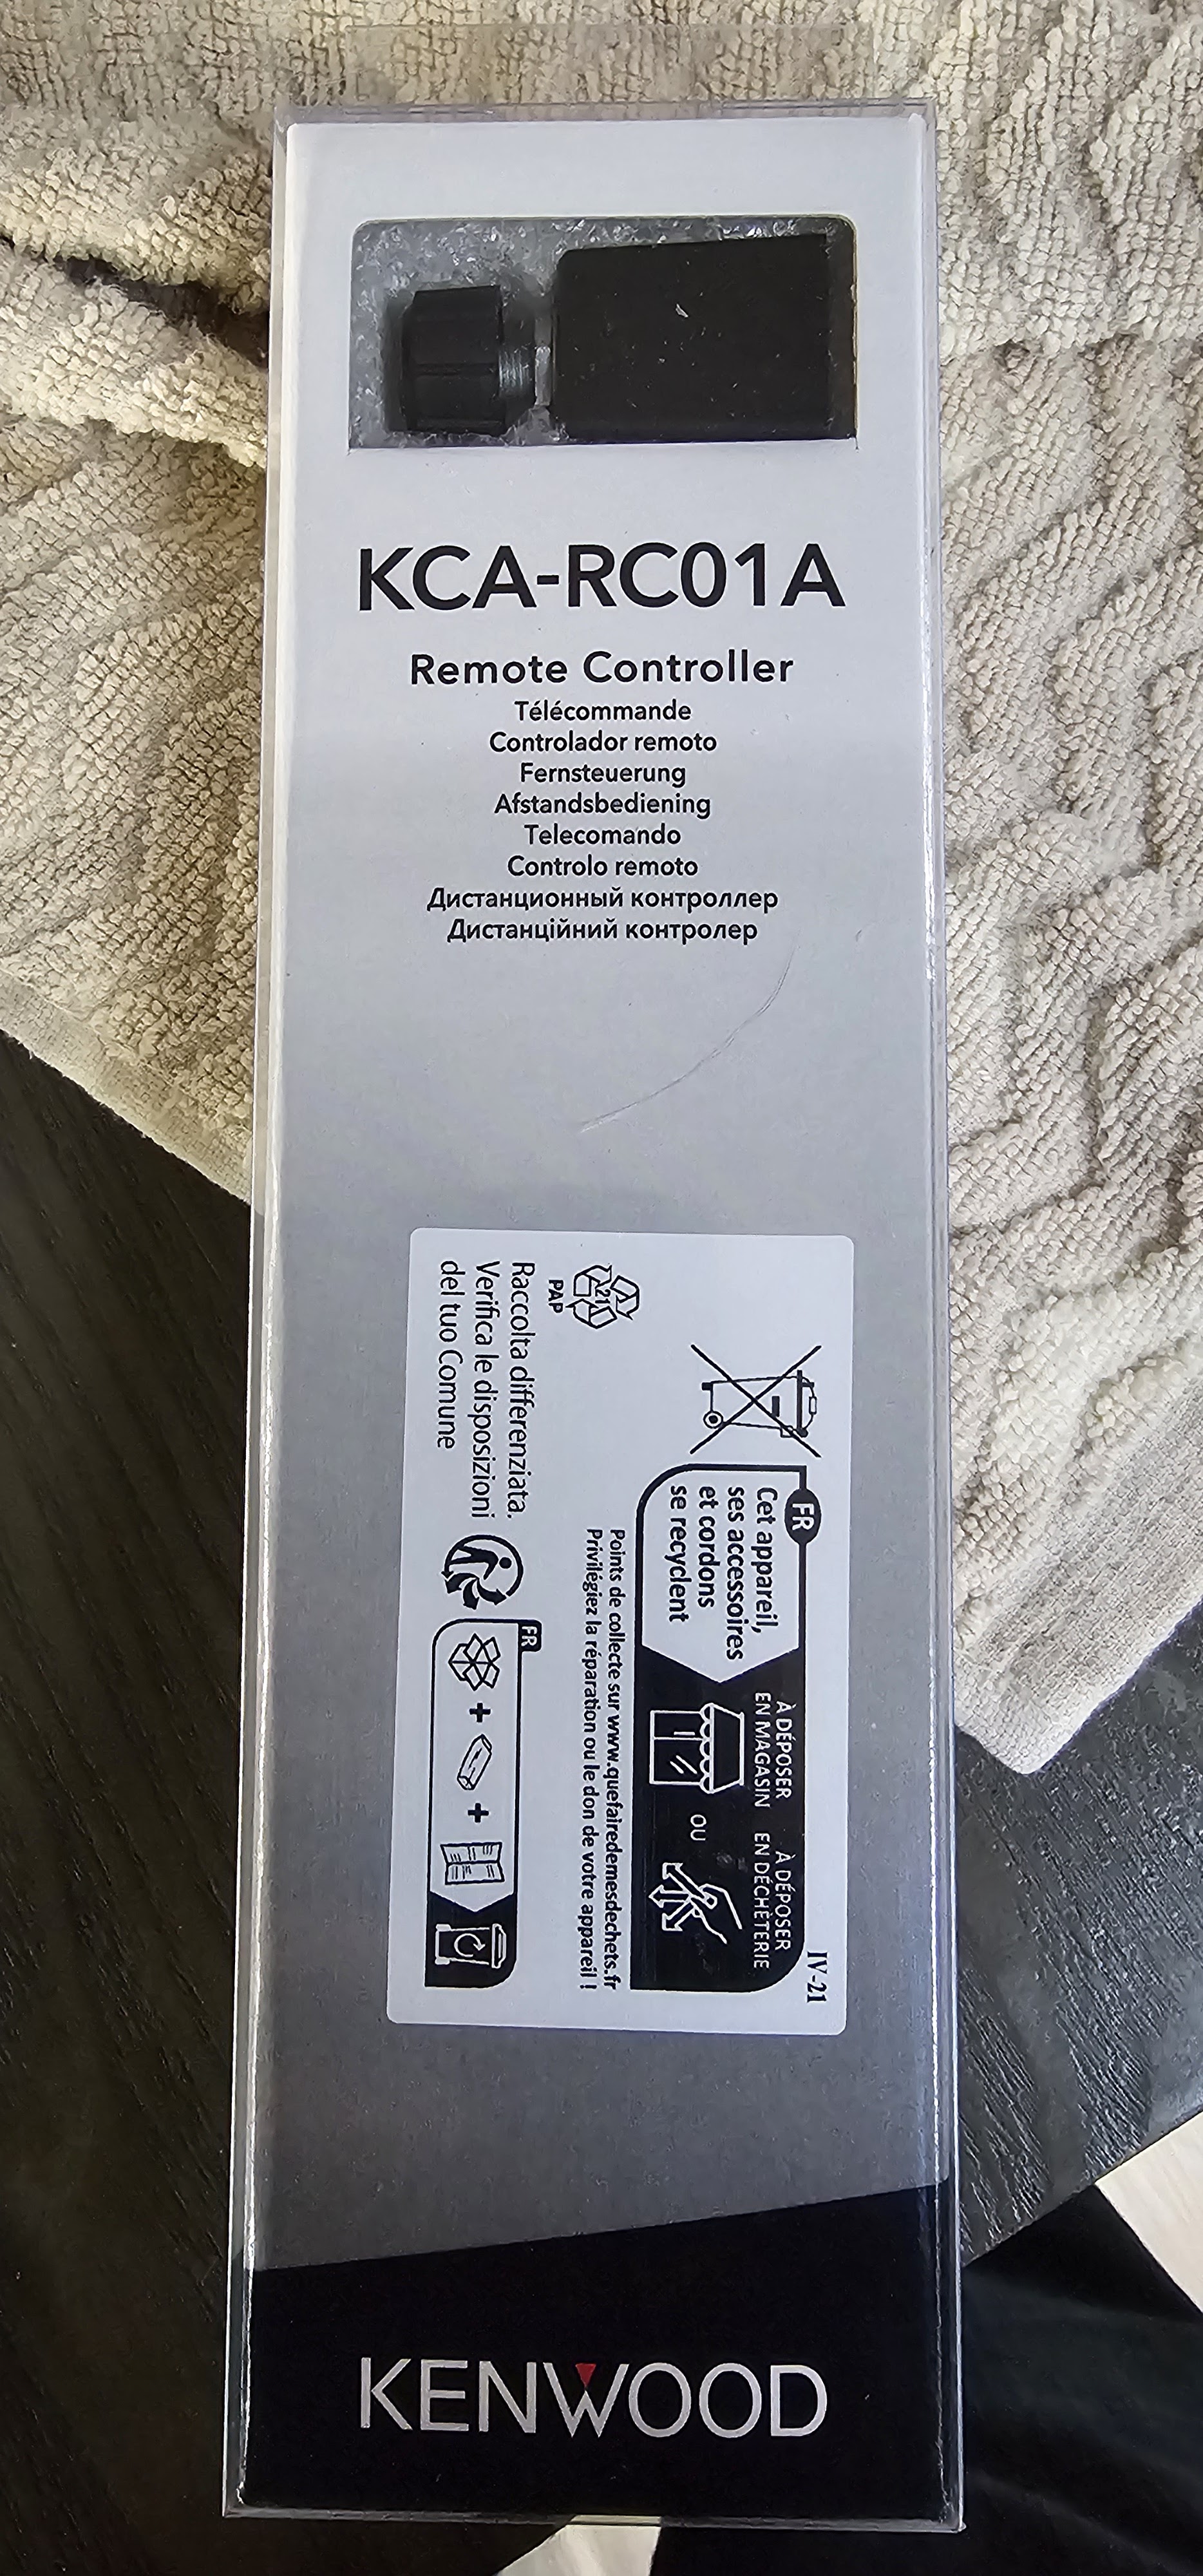 KCA-RC01A
Remote Controller
Télécommande
Controlador remoto
Fernsteuerung
Afstandsbediening
Telecomando
Controlo remoto
Дистанционный контроллер
Дистанційний контролер
IV-21
FR
Cet appareil,
ses accessoires
et cordons
se recyclent
À DÉPOSER
EN MAGASIN
OU
À DÉPOSER
EN DÉCHÈTERIE
Points de collecte sur www.quefairedemesdechets.fr
Privilégiez la réparation ou le don de votre appareil !
21
PAP
Raccolta differenziata.
Verifica le disposizioni
del tuo Comune
FR
+
+
KENWOOD